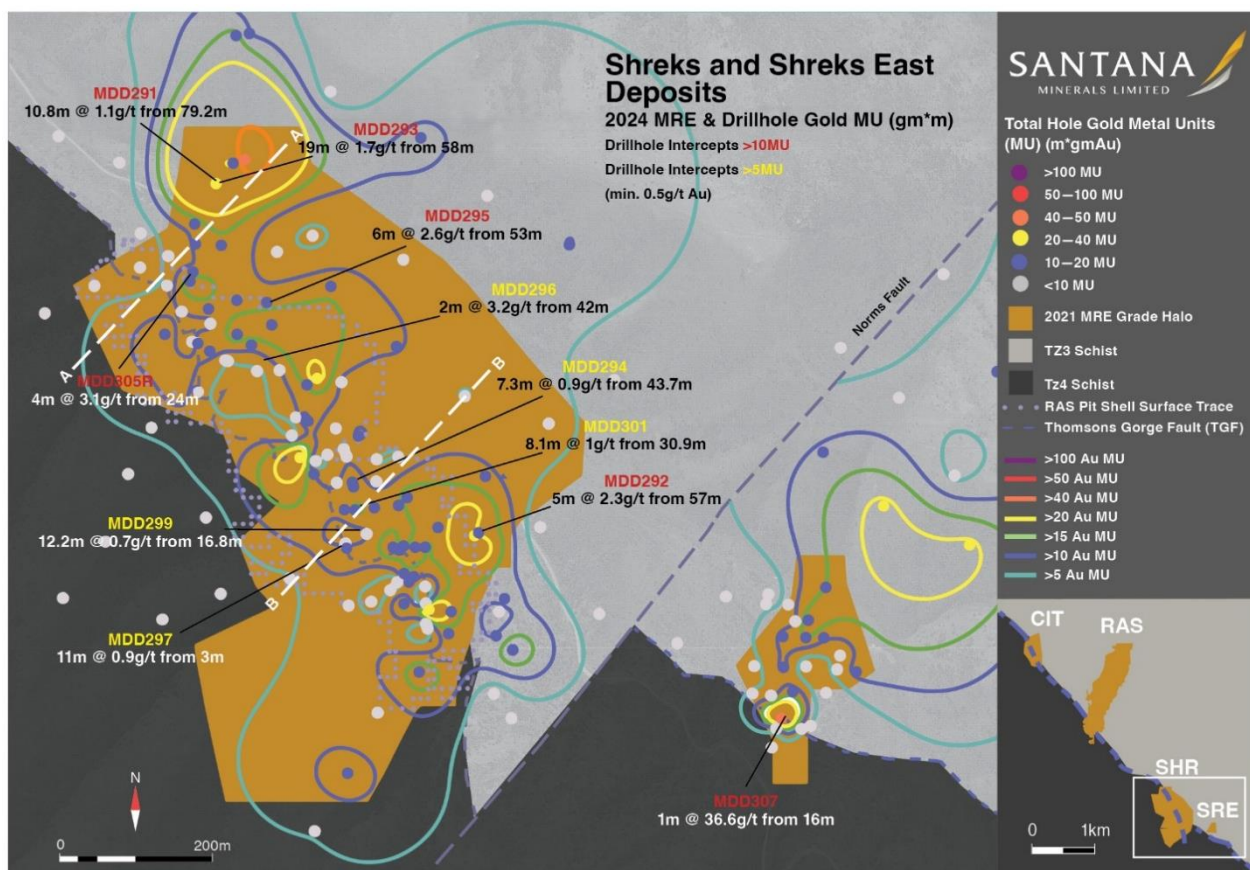 Shreks and Shreks East
Deposits
2024 MRE & Drillhole Gold MU (gm*m)
Drillhole Intercepts >10MU
Drillhole Intercepts >5MU
(min. 0.5g/t Au)
MDD291
10.8m @ 1.1g/t from 79.2m
A
MDD293
19m @ 1.7g/t from 58m
MDD295
6m @ 2.6g/t from 53m
MDD296
2m @ 3.2g/t from 42m
Norms Fault
B
MDD294
7.3m @ 0.9g/t from 43.7m
A
MDD305R
4m @ 3.1g/t from 24m
MDD301
8.1m @ 1g/t from 30.9m
MDD292
5m @ 2.3g/t from 57m
MDD299
12.2m @ 0.7g/t from 16.8m
B
MDD297
11m @ 0.9g/t from 3m
MDD307
1m @ 36.6g/t from 16m
N
0 200m
SANTANA
MINERALS LIMITED
Total Hole Gold Metal Units
(MU) (m*gmAu)
>100 MU
50—100 MU
40—50 MU
20—40 MU
10—20 MU
<10 MU
2021 MRE Grade Halo
TZ3 Schist
Tz4 Schist
RAS Pit Shell Surface Trace
Thomsons Gorge Fault (TGF)
>100 Au MU
>50 Au MU
>40 Au MU
>20 Au MU
>15 Au MU
>10 Au MU
>5 Au MU
CIT
RAS
SHR
SRE
0 1km